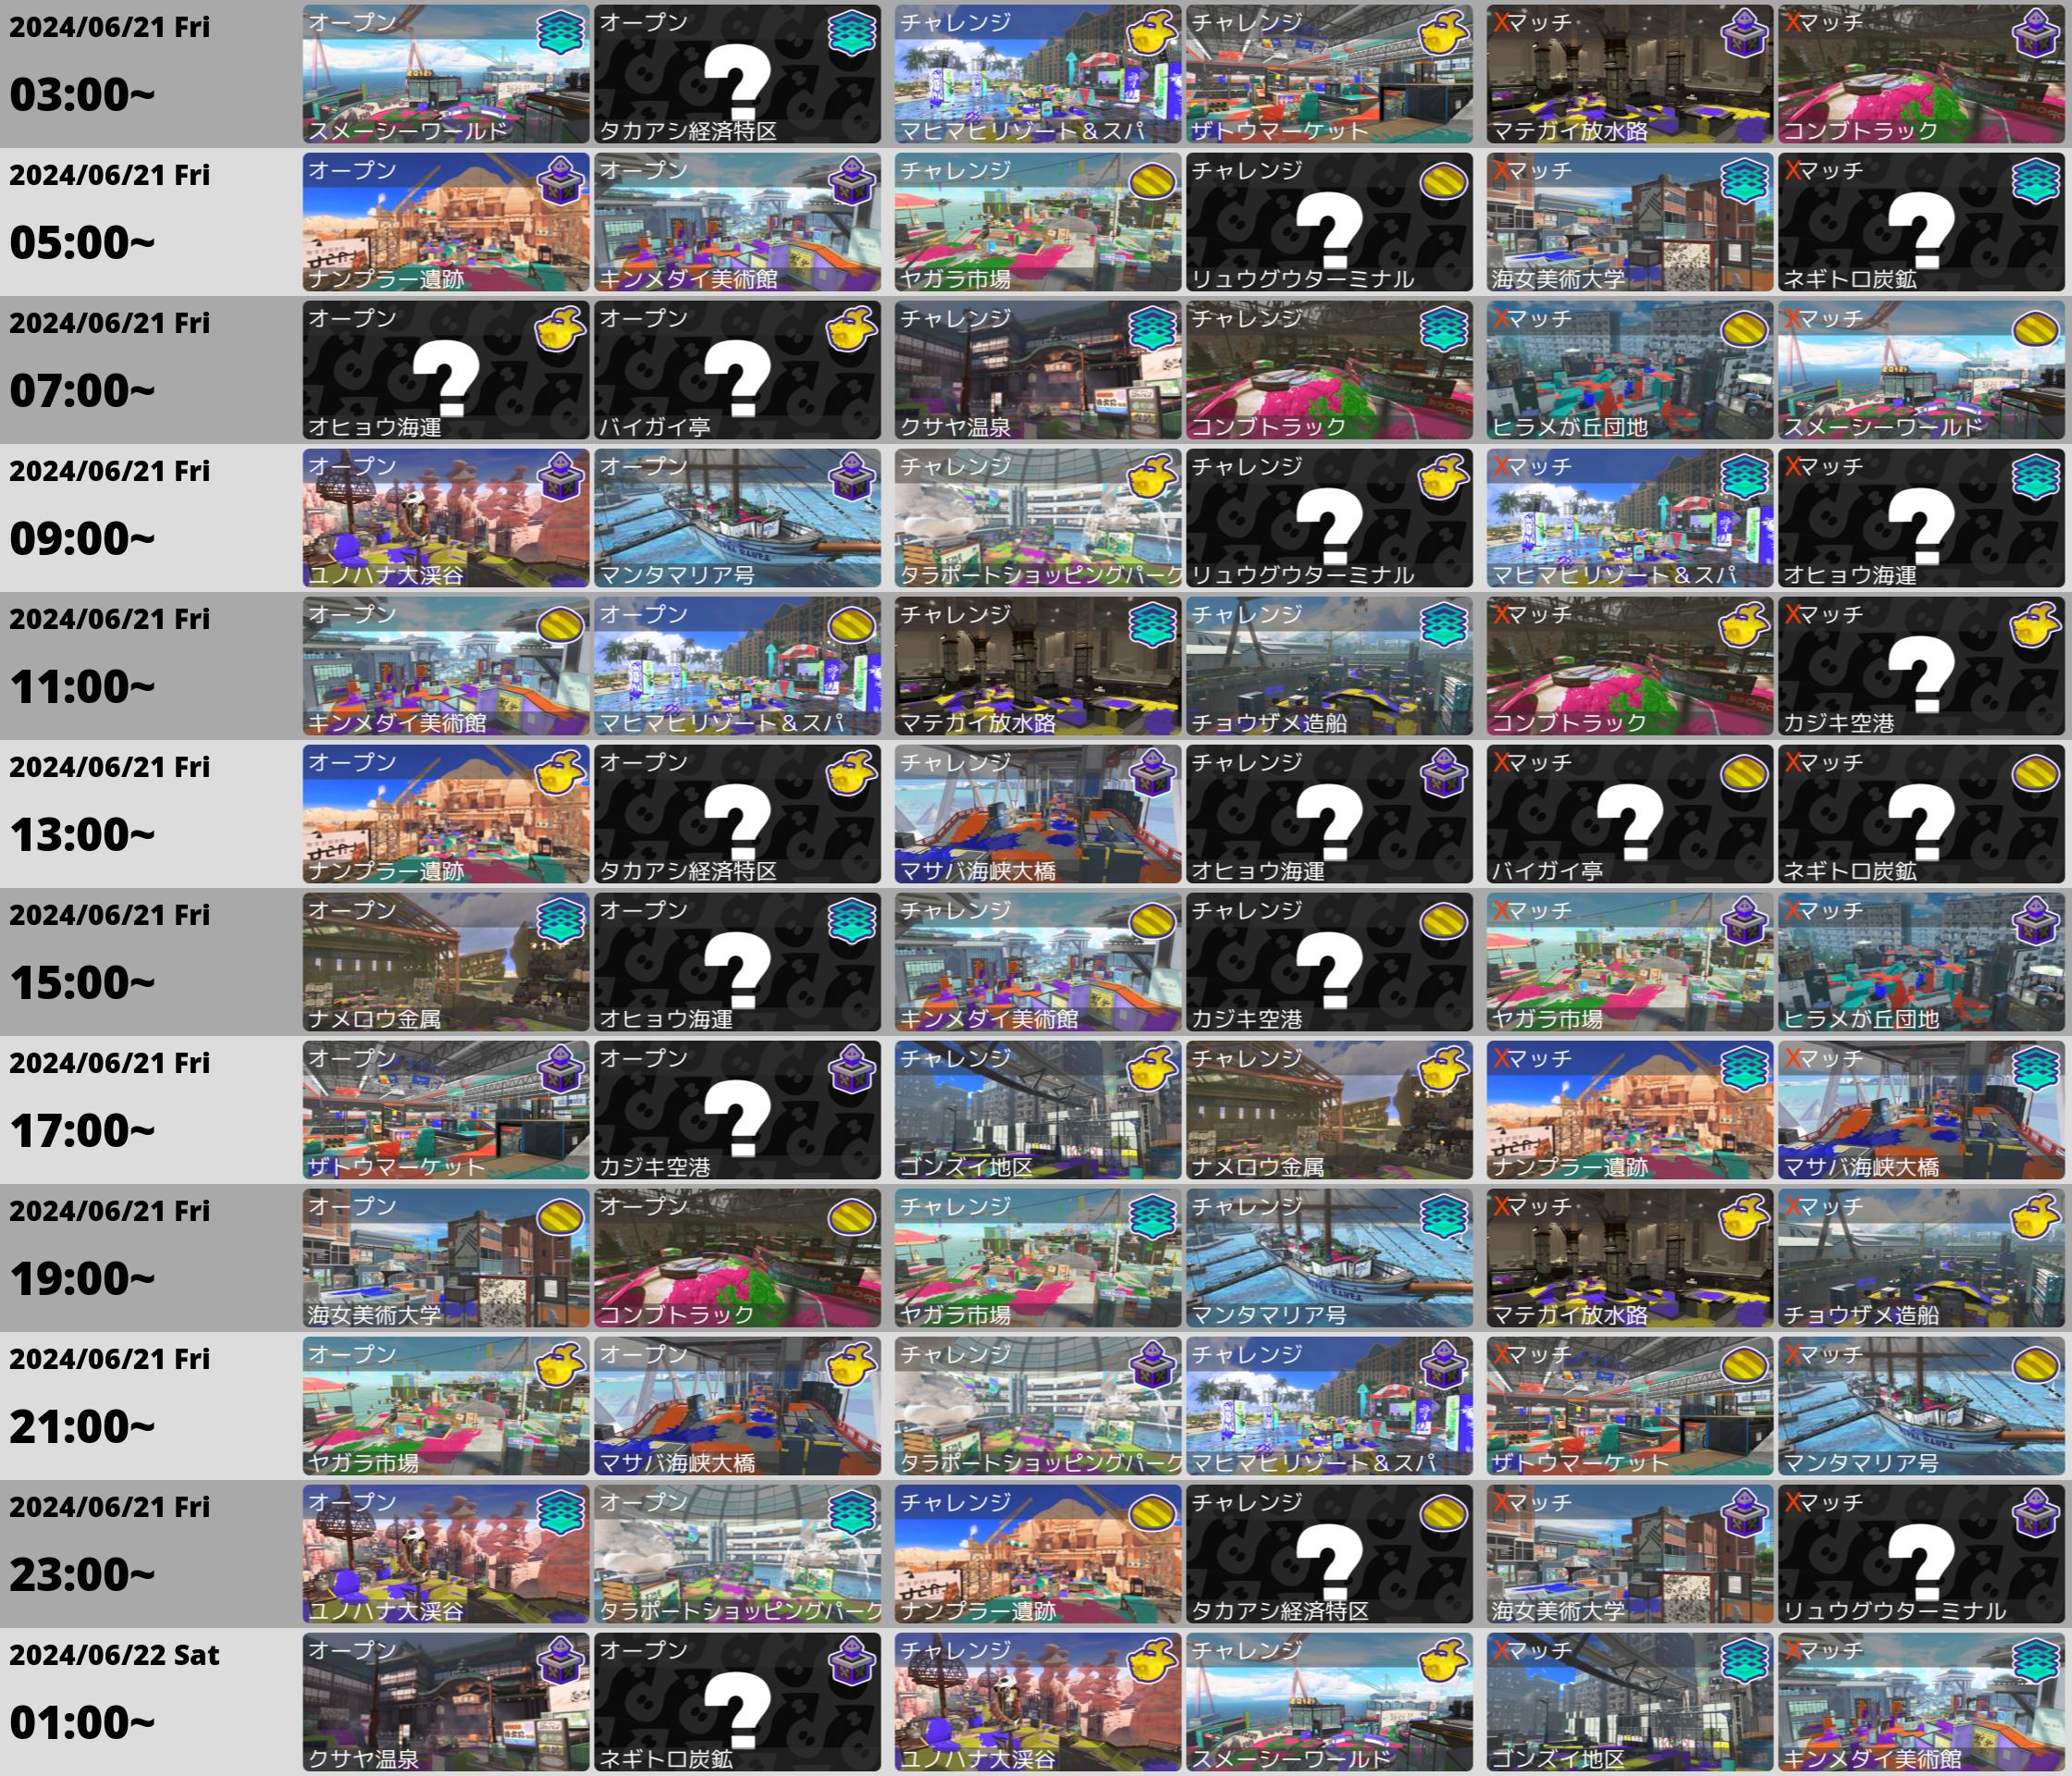 2024/06/21 Fri
03:00~
オープン
スメーシーワールド
オープン
タカアシ経済特区
チャレンジ
マヒマヒリゾート＆スパ
チャレンジ
ザトウマーケット
Xマッチ
マテガイ放水路
Xマッチ
コンブトラック
2024/06/21 Fri
05:00~
オープン
ナンプラー遺跡
オープン
キンメダイ美術館
チャレンジ
ヤガラ市場
チャレンジ
リュウグウターミナル
Xマッチ
海女美術大学
Xマッチ
ネギトロ炭鉱
2024/06/21 Fri
07:00~
オープン
オヒョウ海運
オープン
バイガイ亭
チャレンジ
クサヤ温泉
チャレンジ
コンブトラック
Xマッチ
ヒラメが丘団地
Xマッチ
スメーシーワールド
2024/06/21 Fri
09:00~
オープン
ユノハナ大渓谷
オープン
マンタマリア号
チャレンジ
タラポートショッピングパーク
チャレンジ
リュウグウターミナル
Xマッチ
マヒマヒリゾート＆スパ
Xマッチ
オヒョウ海運
2024/06/21 Fri
11:00~
オープン
キンメダイ美術館
オープン
マヒマヒリゾート＆スパ
チャレンジ
マテガイ放水路
チャレンジ
チョウザメ造船
Xマッチ
コンブトラック
Xマッチ
カジキ空港
2024/06/21 Fri
13:00~
オープン
ナンプラー遺跡
オープン
タカアシ経済特区
チャレンジ
マサバ海峡大橋
チャレンジ
オヒョウ海運
Xマッチ
バイガイ亭
Xマッチ
ネギトロ炭鉱
2024/06/21 Fri
15:00~
オープン
ナメロウ金属
オープン
オヒョウ海運
チャレンジ
キンメダイ美術館
チャレンジ
カジキ空港
Xマッチ
ヤガラ市場
Xマッチ
ヒラメが丘団地
2024/06/21 Fri
17:00~
オープン
ザトウマーケット
オープン
カジキ空港
チャレンジ
ゴンズイ地区
チャレンジ
ナメロウ金属
Xマッチ
ナンプラー遺跡
Xマッチ
マサバ海峡大橋
2024/06/21 Fri
19:00~
オープン
海女美術大学
オープン
コンブトラック
チャレンジ
ヤガラ市場
チャレンジ
マンタマリア号
Xマッチ
マテガイ放水路
Xマッチ
チョウザメ造船
2024/06/21 Fri
21:00~
オープン
ヤガラ市場
オープン
マサバ海峡大橋
チャレンジ
タラポートショッピングパーク
チャレンジ
マヒマヒリゾート＆スパ
Xマッチ
ザトウマーケット
Xマッチ
マンタマリア号
2024/06/21 Fri
23:00~
オープン
ユノハナ大渓谷
オープン
タラポートショッピングパーク
チャレンジ
ナンプラー遺跡
チャレンジ
タカアシ経済特区
Xマッチ
海女美術大学
Xマッチ
リュウグウターミナル
2024/06/22 Sat
01:00~
オープン
クサヤ温泉
オープン
ネギトロ炭鉱
チャレンジ
ユノハナ大渓谷
チャレンジ
スメーシーワールド
Xマッチ
ゴンズイ地区
Xマッチ
キンメダイ美術館